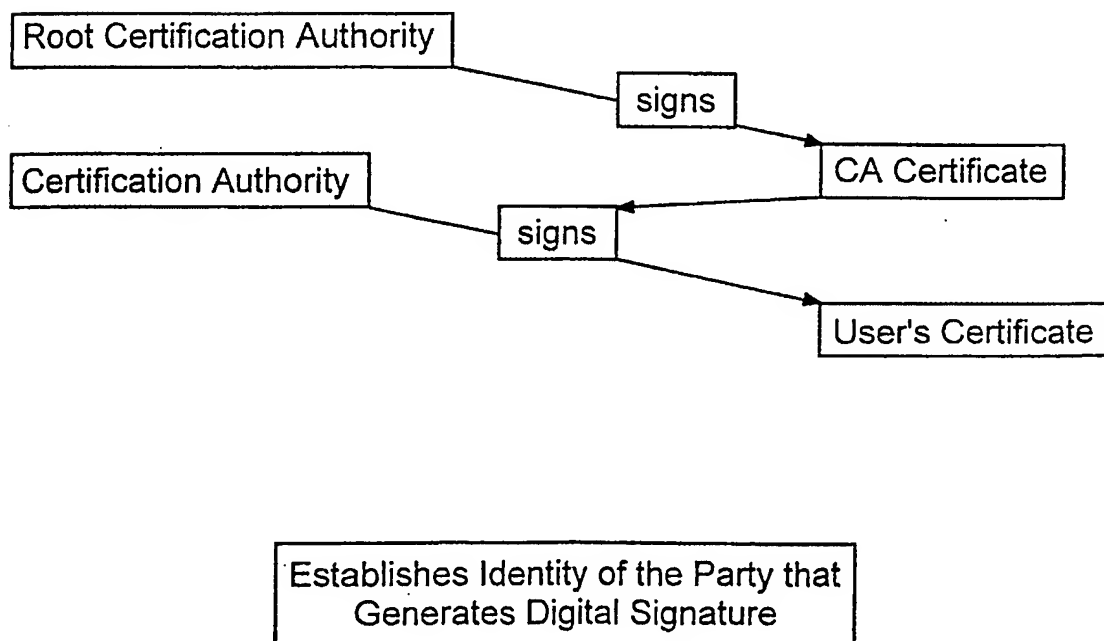 Root Certification Authority
signs
CA Certificate
Certification Authority
signs
User's Certificate
Establishes Identity of the Party that
Generates Digital Signature